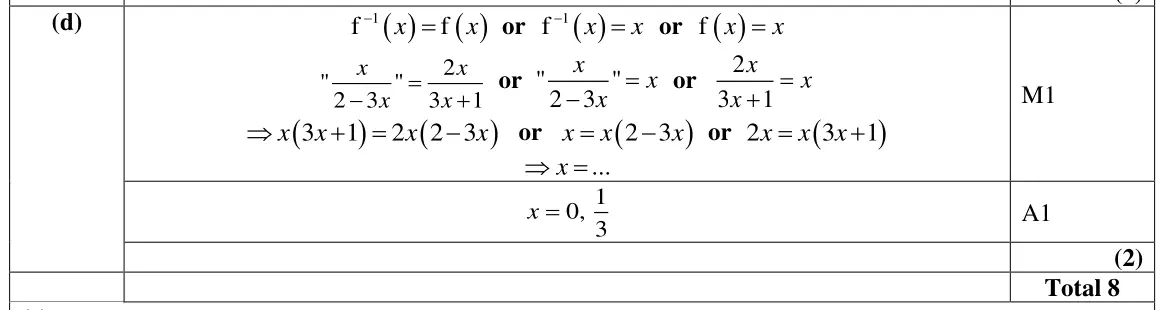 (d)
f⁻¹(x) = f(x) or f⁻¹(x) = x or f(x) = x
"x/(2−3x)" = 2x/(3x+1) or "x/(2−3x)" = x or 2x/(3x+1) = x
M1
⇒ x(3x+1) = 2x(2−3x) or x = x(2−3x) or 2x = x(3x+1)
⇒ x = ...
x = 0, 1/3
A1
(2)
Total 8